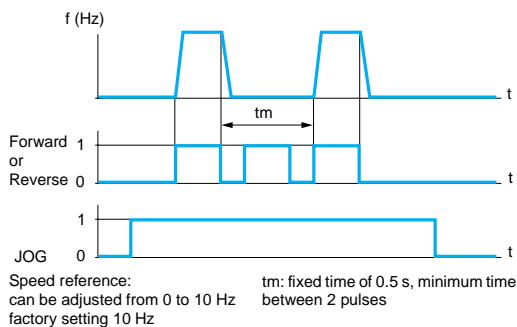 f (Hz)
t
tm
Forward
or
Reverse
1
0
t
1
JOG 0
t
Speed reference:
can be adjusted from 0 to 10 Hz
factory setting 10 Hz
tm: fixed time of 0.5 s, minimum time
between 2 pulses